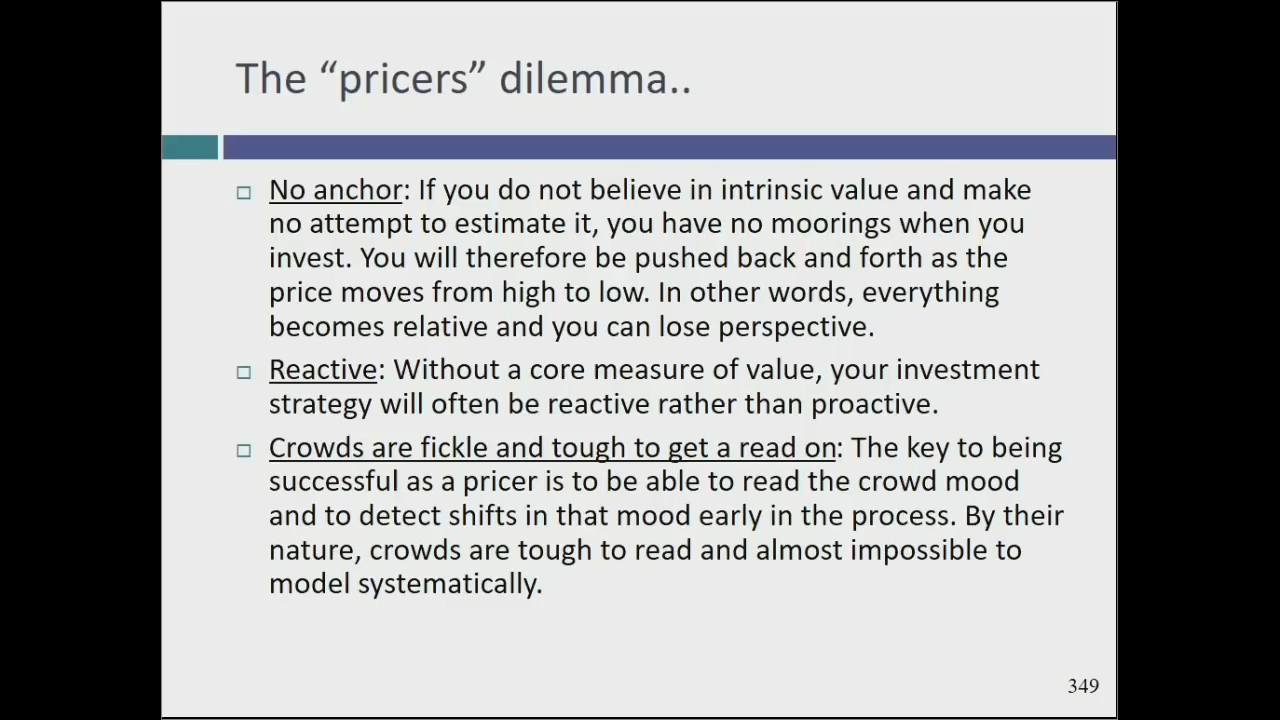 The “pricers” dilemma..
No anchor: If you do not believe in intrinsic value and make
no attempt to estimate it, you have no moorings when you
invest. You will therefore be pushed back and forth as the
price moves from high to low. In other words, everything
becomes relative and you can lose perspective.
Reactive: Without a core measure of value, your investment
strategy will often be reactive rather than proactive.
Crowds are fickle and tough to get a read on: The key to being
successful as a pricer is to be able to read the crowd mood
and to detect shifts in that mood early in the process. By their
nature, crowds are tough to read and almost impossible to
model systematically.
349